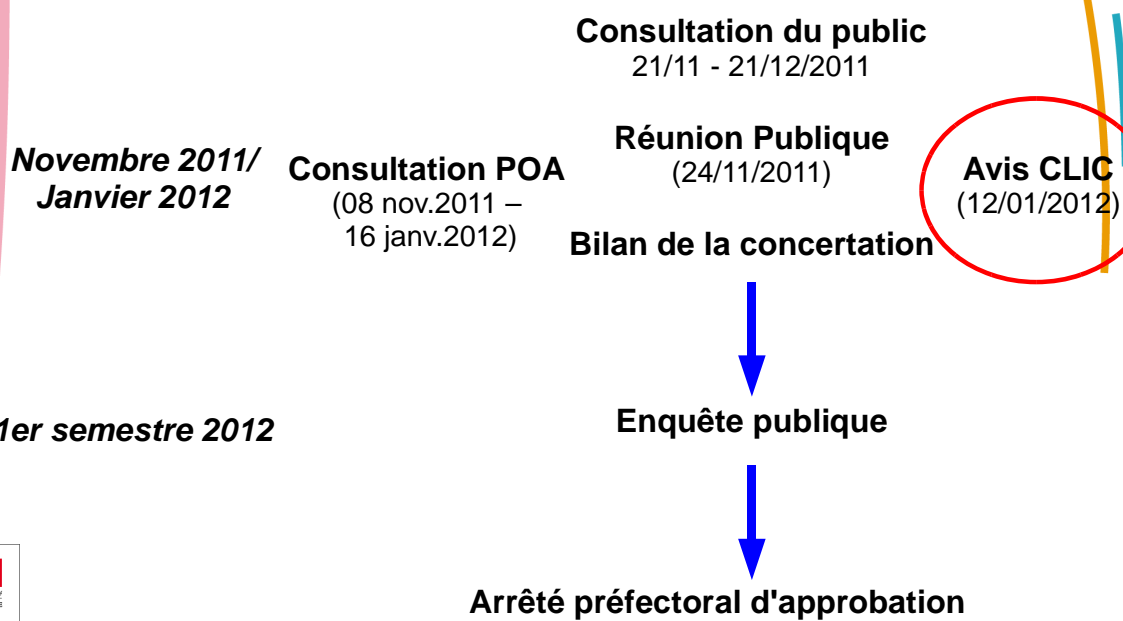 Consultation du public
21/11 - 21/12/2011
Novembre 2011/
Janvier 2012
Consultation POA
(08 nov.2011 –
16 janv.2012)
Réunion Publique
(24/11/2011)
Bilan de la concertation
Avis CLIC
(12/01/2012)
1er semestre 2012
Enquête publique
Arrêté préfectoral d'approbation